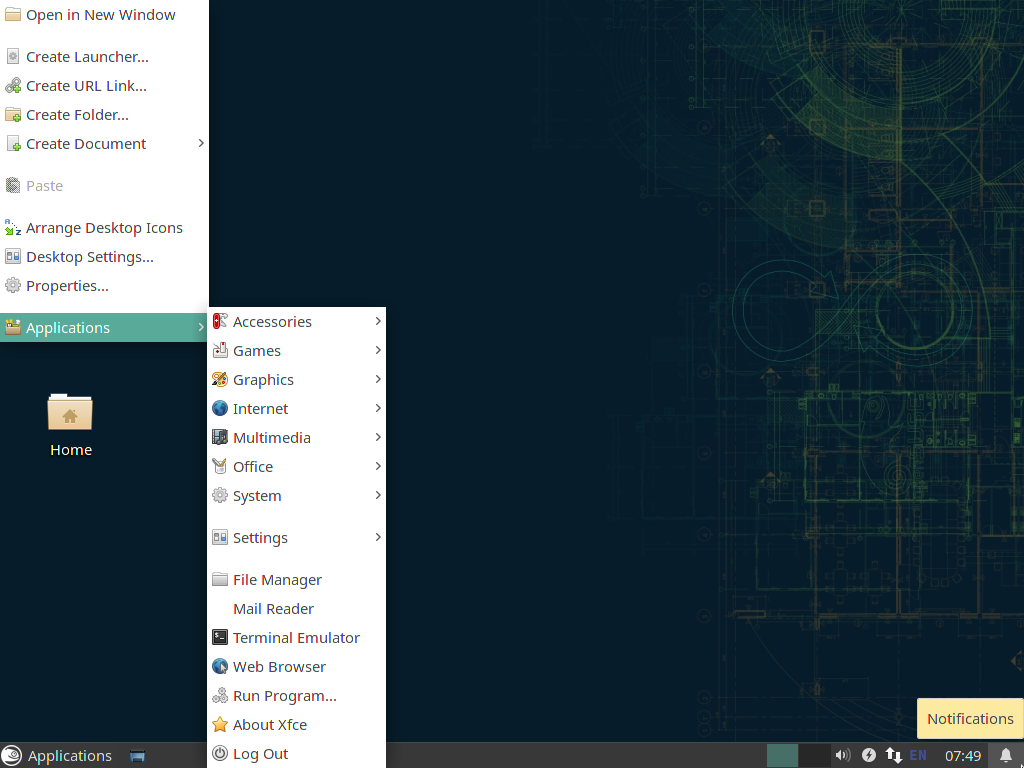 Open in New Window
Create Launcher...
Create URL Link...
Create Folder...
Create Document
Paste
Arrange Desktop Icons
Desktop Settings...
Properties...
Applications
Accessories
Games
Graphics
Internet
Multimedia
Office
System
Settings
File Manager
Mail Reader
Terminal Emulator
Web Browser
Run Program...
About Xfce
Log Out
Home
Notifications
Applications
EN
07:49